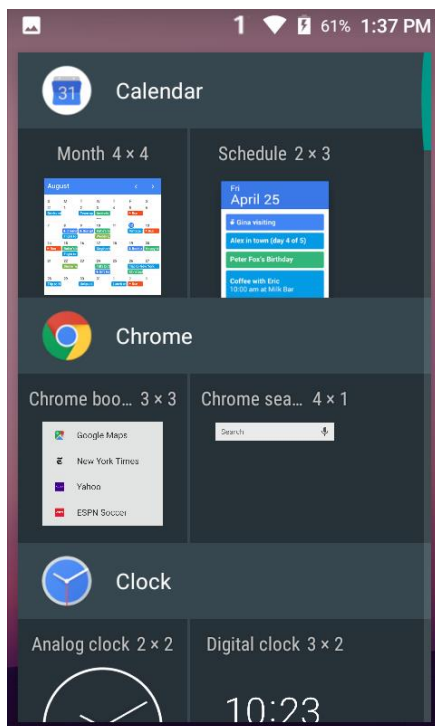 1 61% 1:37 PM
31 Calendar
Month 4 × 4 Schedule 2 × 3
August
Fri
April 25
Gina visiting
Alex in town (day 4 of 5)
Peter Fox's Birthday
Coffee with Eric
10:00 am at Milk Bar
Chrome
Chrome boo... 3 × 3 Chrome sea... 4 × 1
Google Maps
New York Times
Yahoo
ESPN Soccer
Search
Clock
Analog clock 2 × 2 Digital clock 3 × 2
10:23